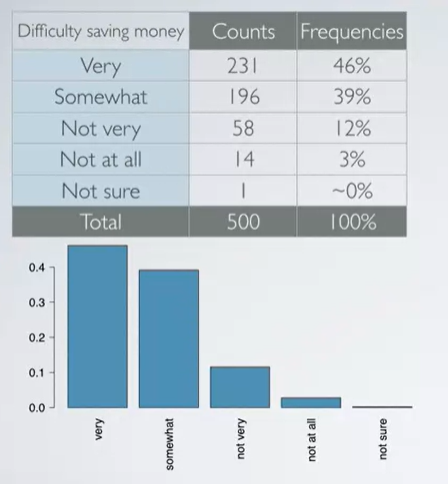 Difficulty saving money Counts Frequencies
Very 231 46%
Somewhat 196 39%
Not very 58 12%
Not at all 14 3%
Not sure 1 ~0%
Total 500 100%
0.4
0.3
0.2
0.1
0.0
very
somewhat
not very
not at all
not sure